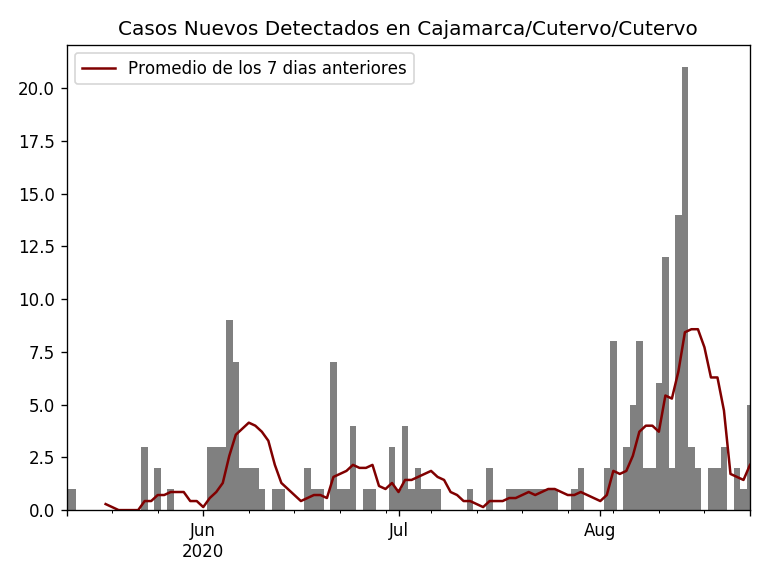 Casos Nuevos Detectados en Cajamarca/Cutervo/Cutervo
Promedio de los 7 dias anteriores
20.0
17.5
15.0
12.5
10.0
7.5
5.0
2.5
0.0
Jun
2020
Jul
Aug